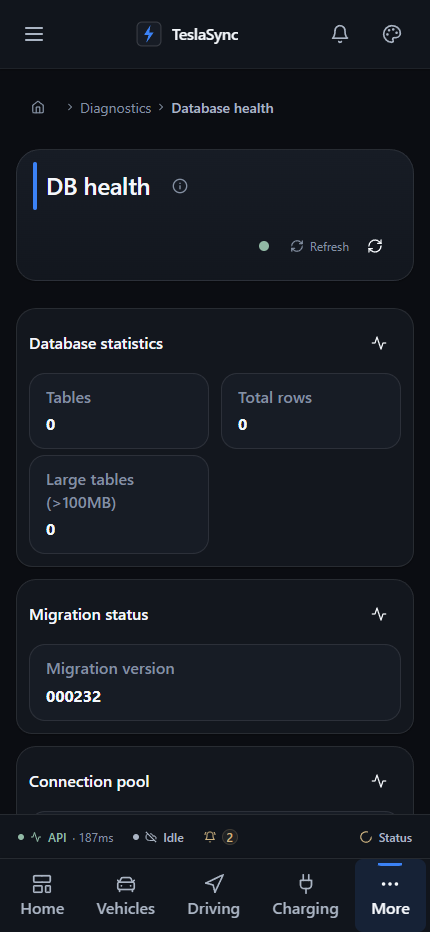 TeslaSync
Diagnostics > Database health
DB health
Refresh
Database statistics
Tables
0
Total rows
0
Large tables
(>100MB)
0
Migration status
Migration version
000232
Connection pool
API · 187ms
Idle
2
Status
Home
Vehicles
Driving
Charging
More